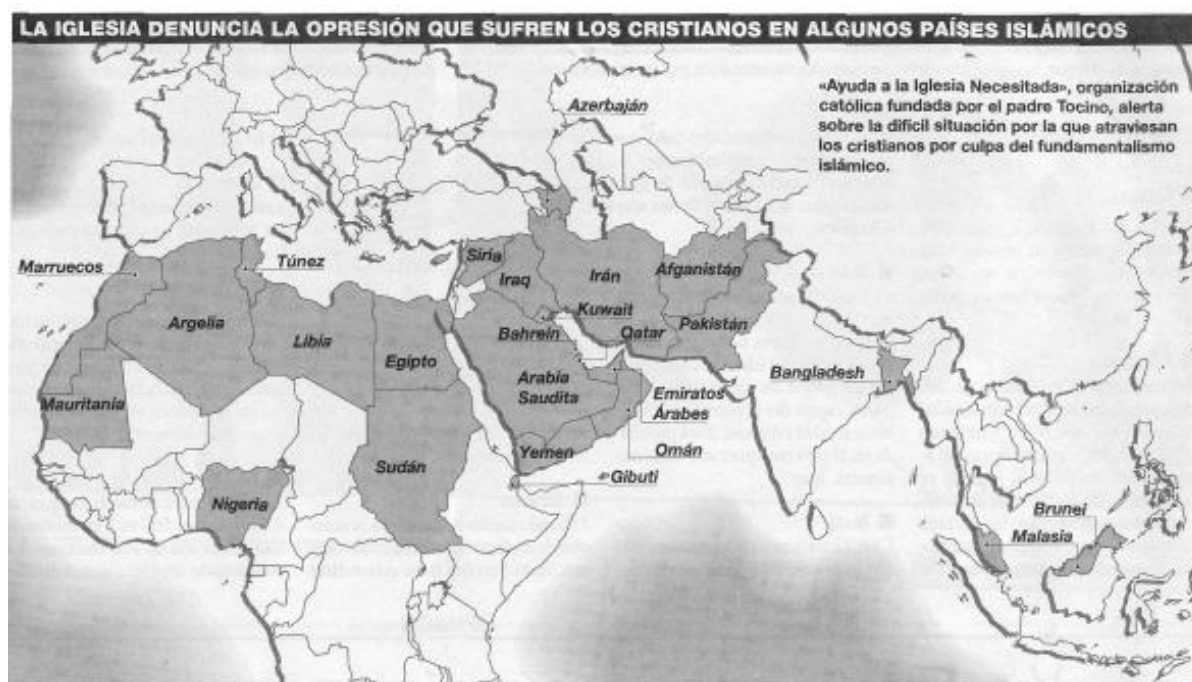 LA IGLESIA DENUNCIA LA OPRESIÓN QUE SUFREN LOS CRISTIANOS EN ALGUNOS PAÍSES ISLÁMICOS
«Ayuda a la Iglesia Necesitada», organización
católica fundada por el padre Tocino, alerta
sobre la dificil situación por la que atraviesan
los cristianos por culpa del fundamentalismo
islámico.
Azerbaján
Marruecos
Túnez
Siria
Iraq
Irán
Afganistán
Kuwait
Argelia
Libia
Egipto
Bahrein
Qatar
Pakistán
Arabia
Saudita
Bangladesh
Mauritania
Emiratos
Árabes
Yemen
Omán
Sudán
Gibuti
Nigeria
Brunei
Malasia